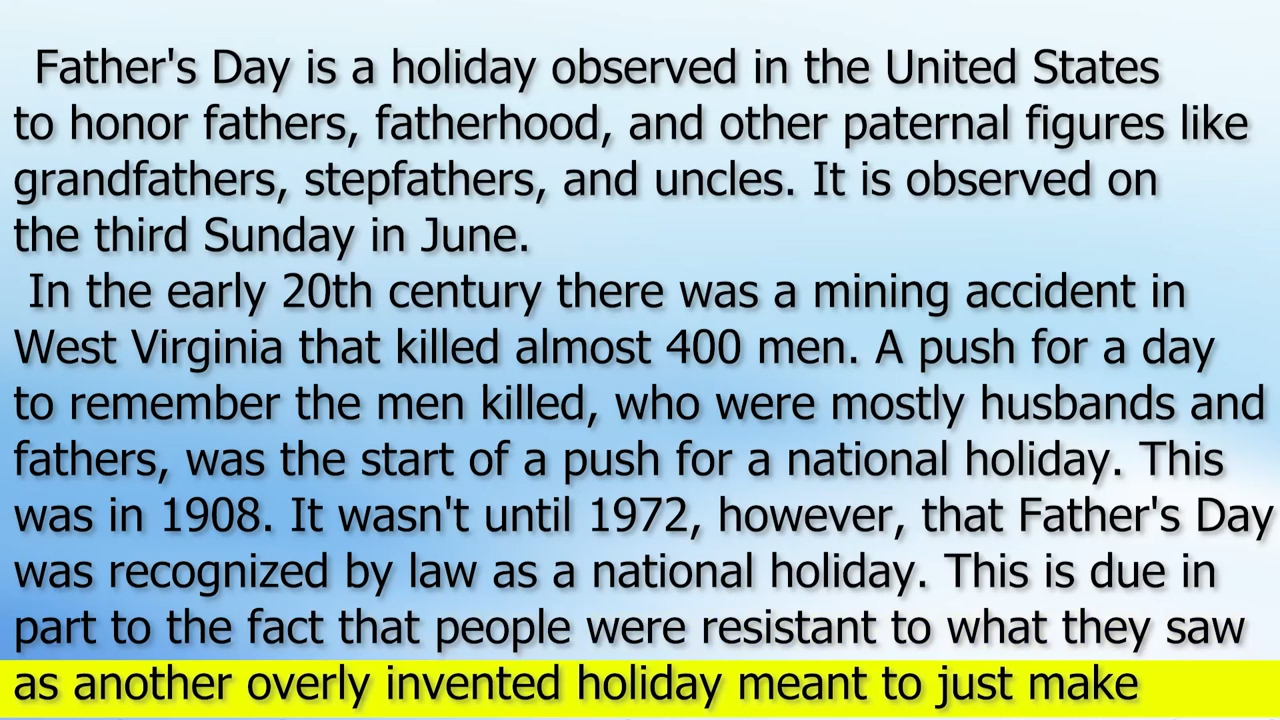 Father's Day is a holiday observed in the United States
to honor fathers, fatherhood, and other paternal figures like
grandfathers, stepfathers, and uncles. It is observed on
the third Sunday in June.
In the early 20th century there was a mining accident in
West Virginia that killed almost 400 men. A push for a day
to remember the men killed, who were mostly husbands and
fathers, was the start of a push for a national holiday. This
was in 1908. It wasn't until 1972, however, that Father's Day
was recognized by law as a national holiday. This is due in
part to the fact that people were resistant to what they saw
as another overly invented holiday meant to just make